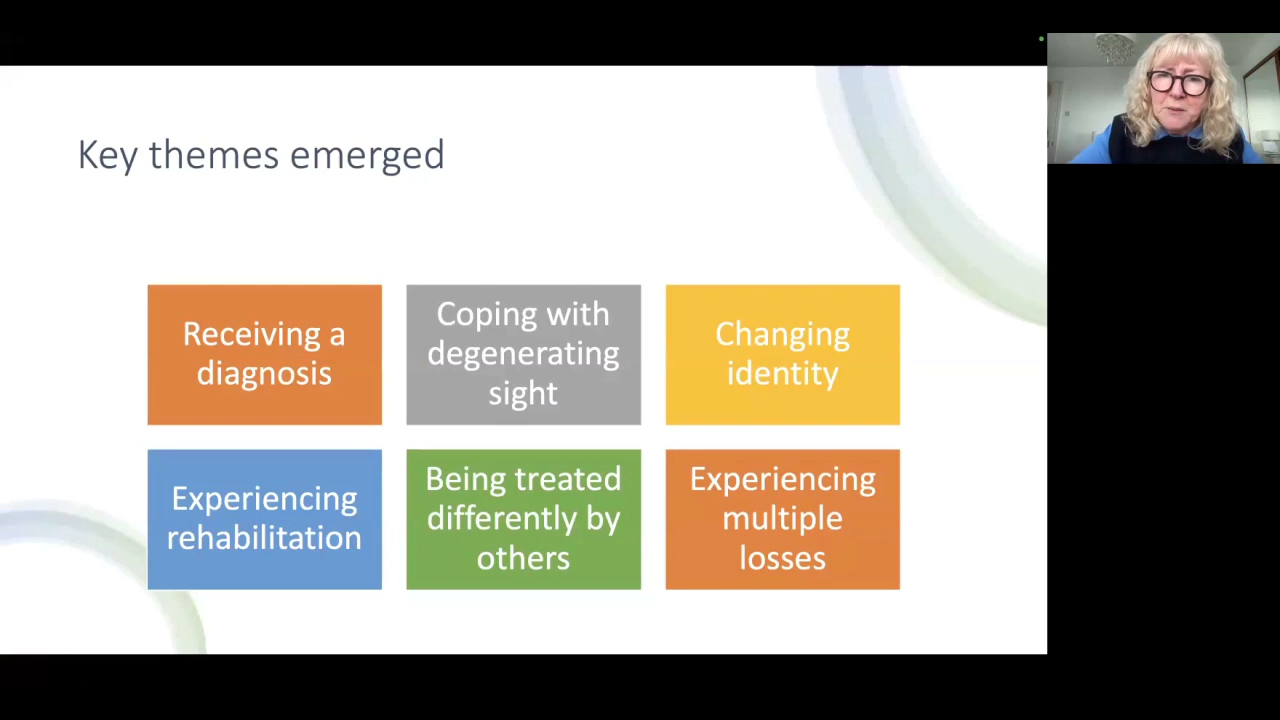 Key themes emerged
Receiving a
diagnosis
Coping with
degenerating
sight
Changing
identity
Experiencing
rehabilitation
Being treated
differently by
others
Experiencing
multiple
losses